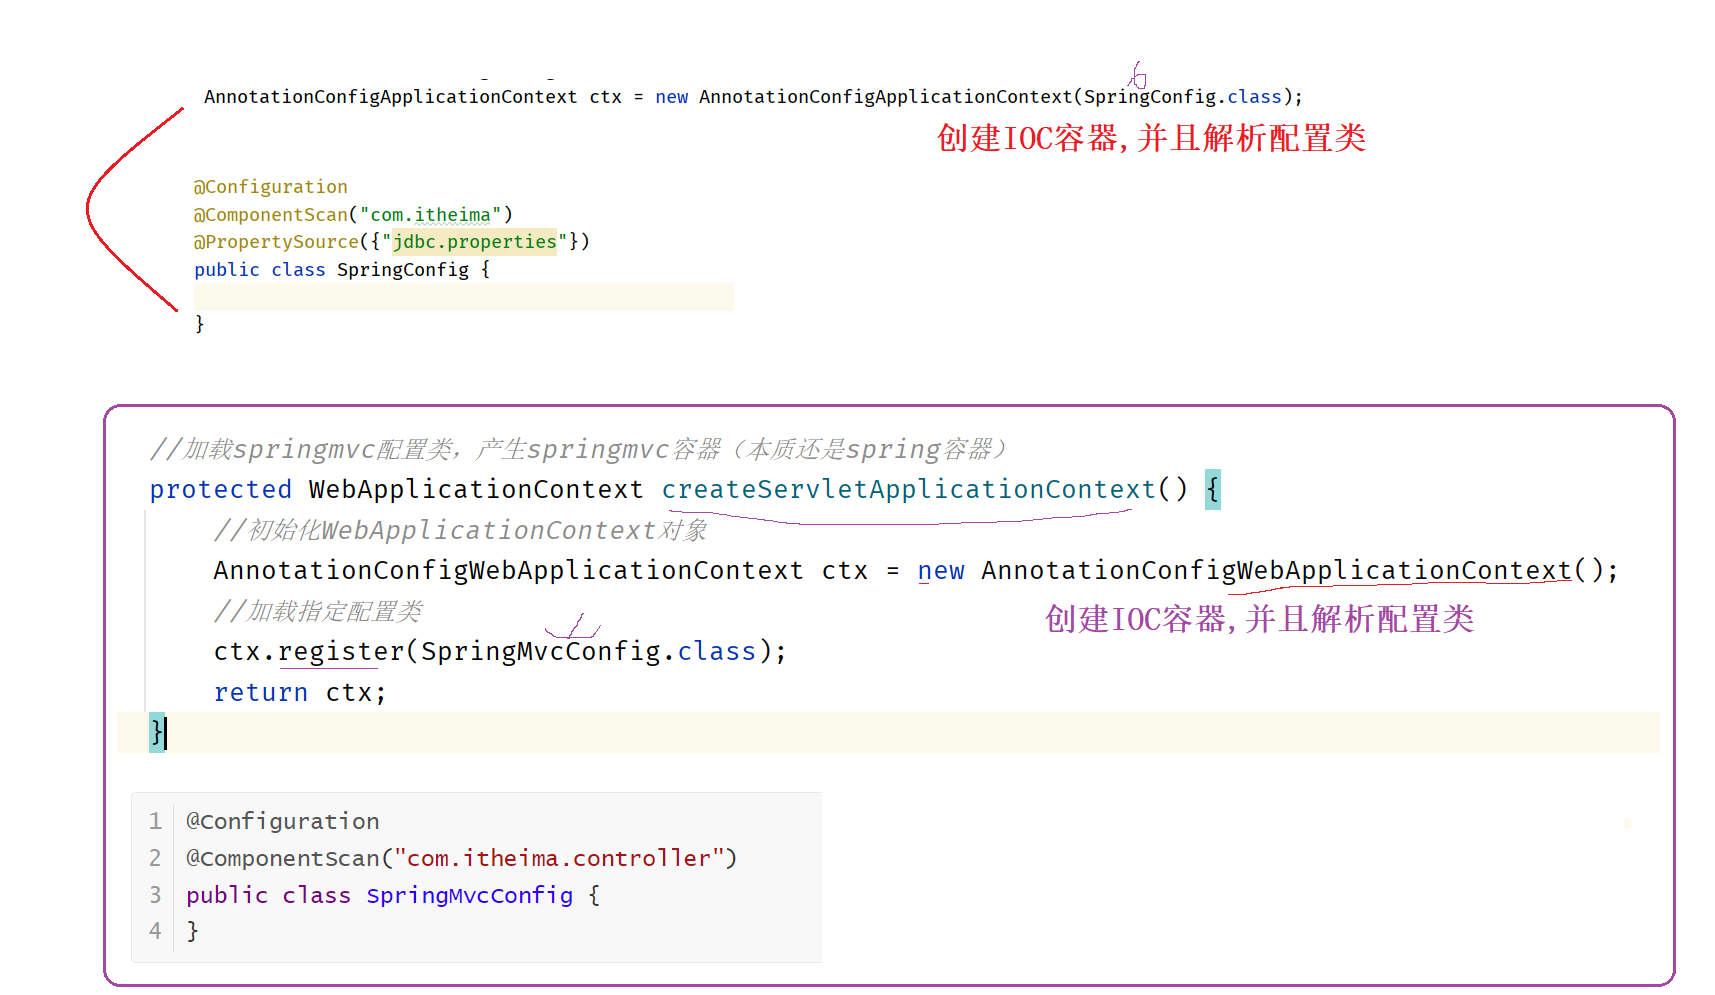 AnnotationConfigApplicationContext ctx = new AnnotationConfigApplicationContext(SpringConfig.class);
创建IOC容器,并且解析配置类
@Configuration
@ComponentScan("com.itheima")
@PropertySource({"jdbc.properties"})
public class SpringConfig {
}
//加载springmvc配置类，产生springmvc容器（本质还是spring容器）
protected WebApplicationContext createServletApplicationContext() {
//初始化WebApplicationContext对象
AnnotationConfigWebApplicationContext ctx = new AnnotationConfigWebApplicationContext();
//加载指定配置类
创建IOC容器,并且解析配置类
ctx.register(SpringMvcConfig.class);
return ctx;
}
1 @Configuration
2 @ComponentScan("com.itheima.controller")
3 public class SpringMvcConfig {
4 }